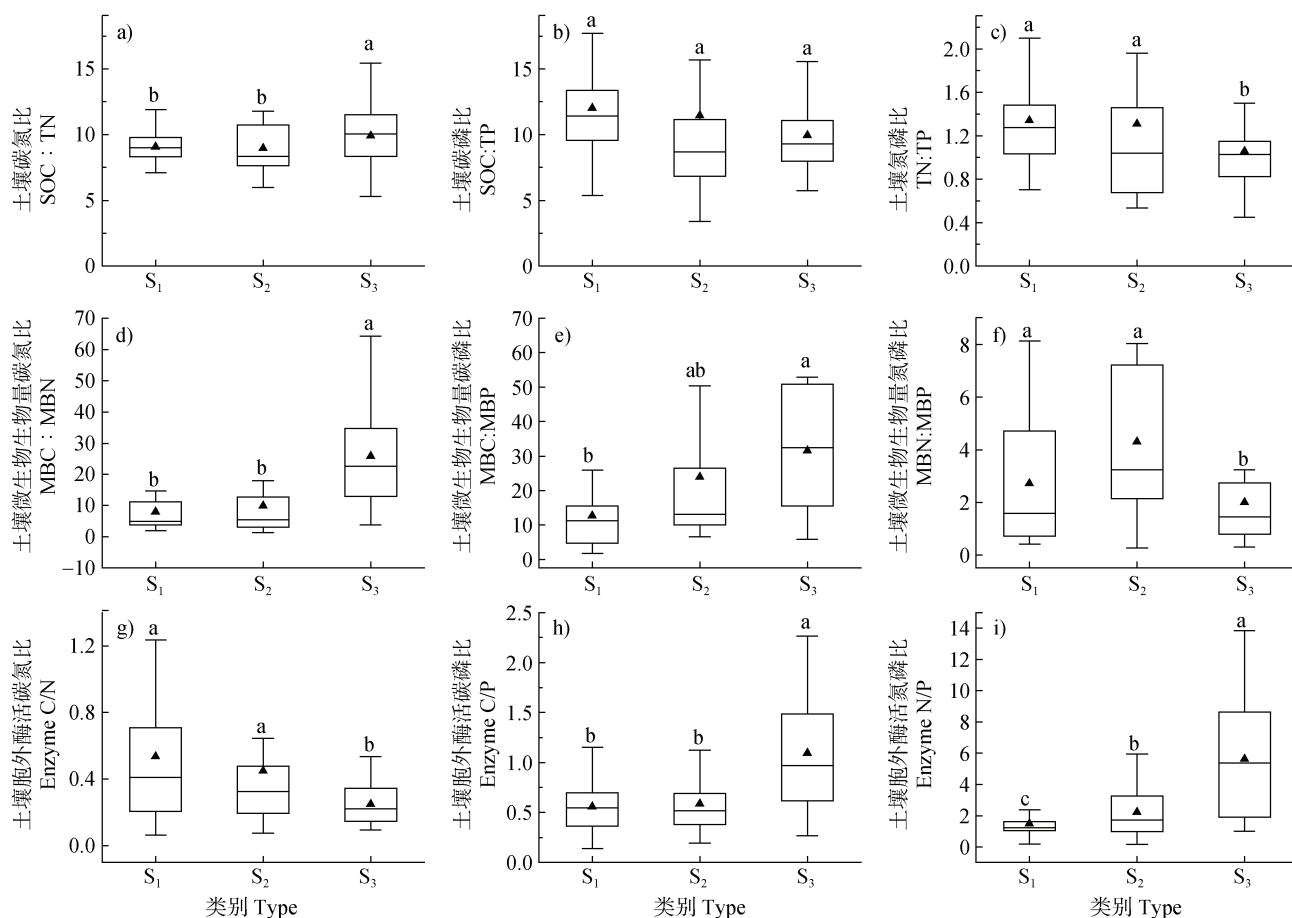 a)
土壤碳氮比
SOC：TN
15
10
5
0
b
b
a
S₁
S₂
S₃
b)
土壤碳磷比
SOC:TP
15
10
5
0
a
a
a
S₁
S₂
S₃
c)
土壤氮磷比
TN:TP
2.0
1.6
1.2
0.8
0.4
0.0
a
a
b
S₁
S₂
S₃
d)
土壤微生物生物量碳氮比
MBC：MBN
70
60
50
40
30
20
10
0
–10
b
b
a
S₁
S₂
S₃
e)
土壤微生物生物量碳磷比
MBC:MBP
70
60
50
40
30
20
10
0
b
ab
a
S₁
S₂
S₃
f)
土壤微生物生物量氮磷比
MBN:MBP
8
6
4
2
0
a
a
b
S₁
S₂
S₃
g)
土壤胞外酶活碳氮比
Enzyme C/N
1.2
0.8
0.4
0.0
a
a
b
S₁
S₂
S₃
类别 Type
h)
土壤胞外酶活碳磷比
Enzyme C/P
2.5
2.0
1.5
1.0
0.5
0.0
b
b
a
S₁
S₂
S₃
类别 Type
i)
土壤胞外酶活氮磷比
Enzyme N/P
14
12
10
8
6
4
2
0
c
b
a
S₁
S₂
S₃
类别 Type